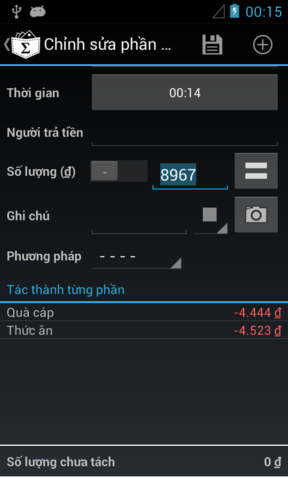 00:15
Chỉnh sửa phần ...
Thời gian 00:14
Người trả tiền
Số lượng (₫) - 8967
Ghi chú
Phương pháp - - - -
Tác thành từng phần
Quà cáp -4.444 ₫
Thức ăn -4.523 ₫
Số lượng chưa tách 0 ₫